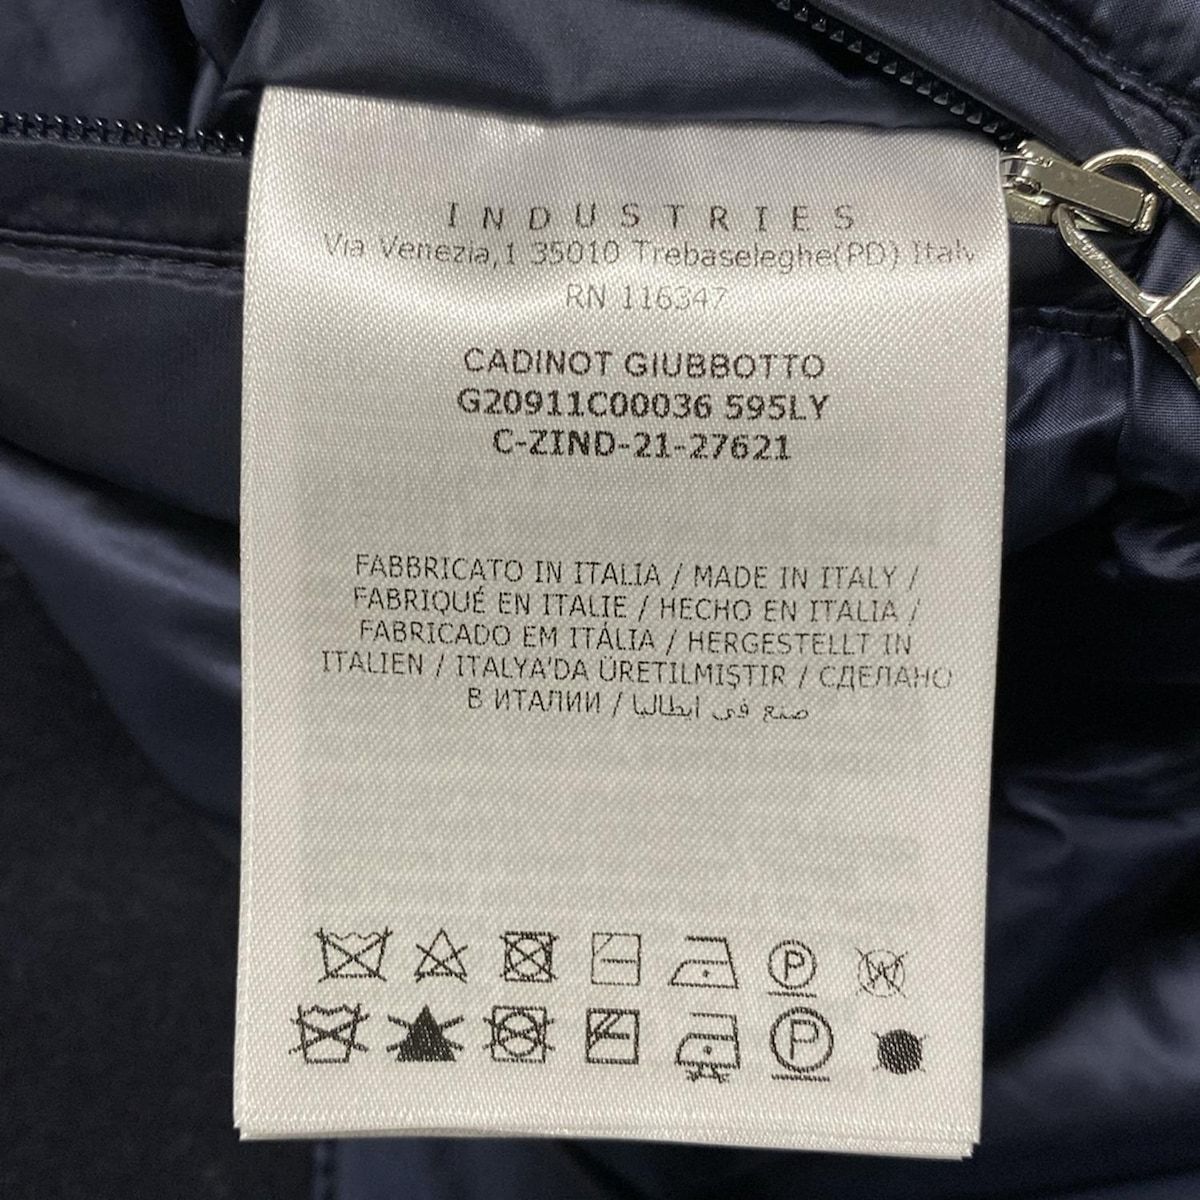 INDUSTRIES
Via Venezia,1 35010 Trebaseleghe(PD) Italy
RN 116347
CADINOT GIUBBOTTO
G20911C00036 595LY
C-ZIND-21-27621
FABBRICATO IN ITALIA / MADE IN ITALY /
FABRIQUÉ EN ITALIE / HECHO EN ITALIA /
FABRICADO EM ITÁLIA / HERGESTELLT IN
ITALIEN / ITALYA'DA ÜRETILMIŞTIR / СДЕЛАНО
В ИТАЛИИ / صنع في ايطاليا
P W
P